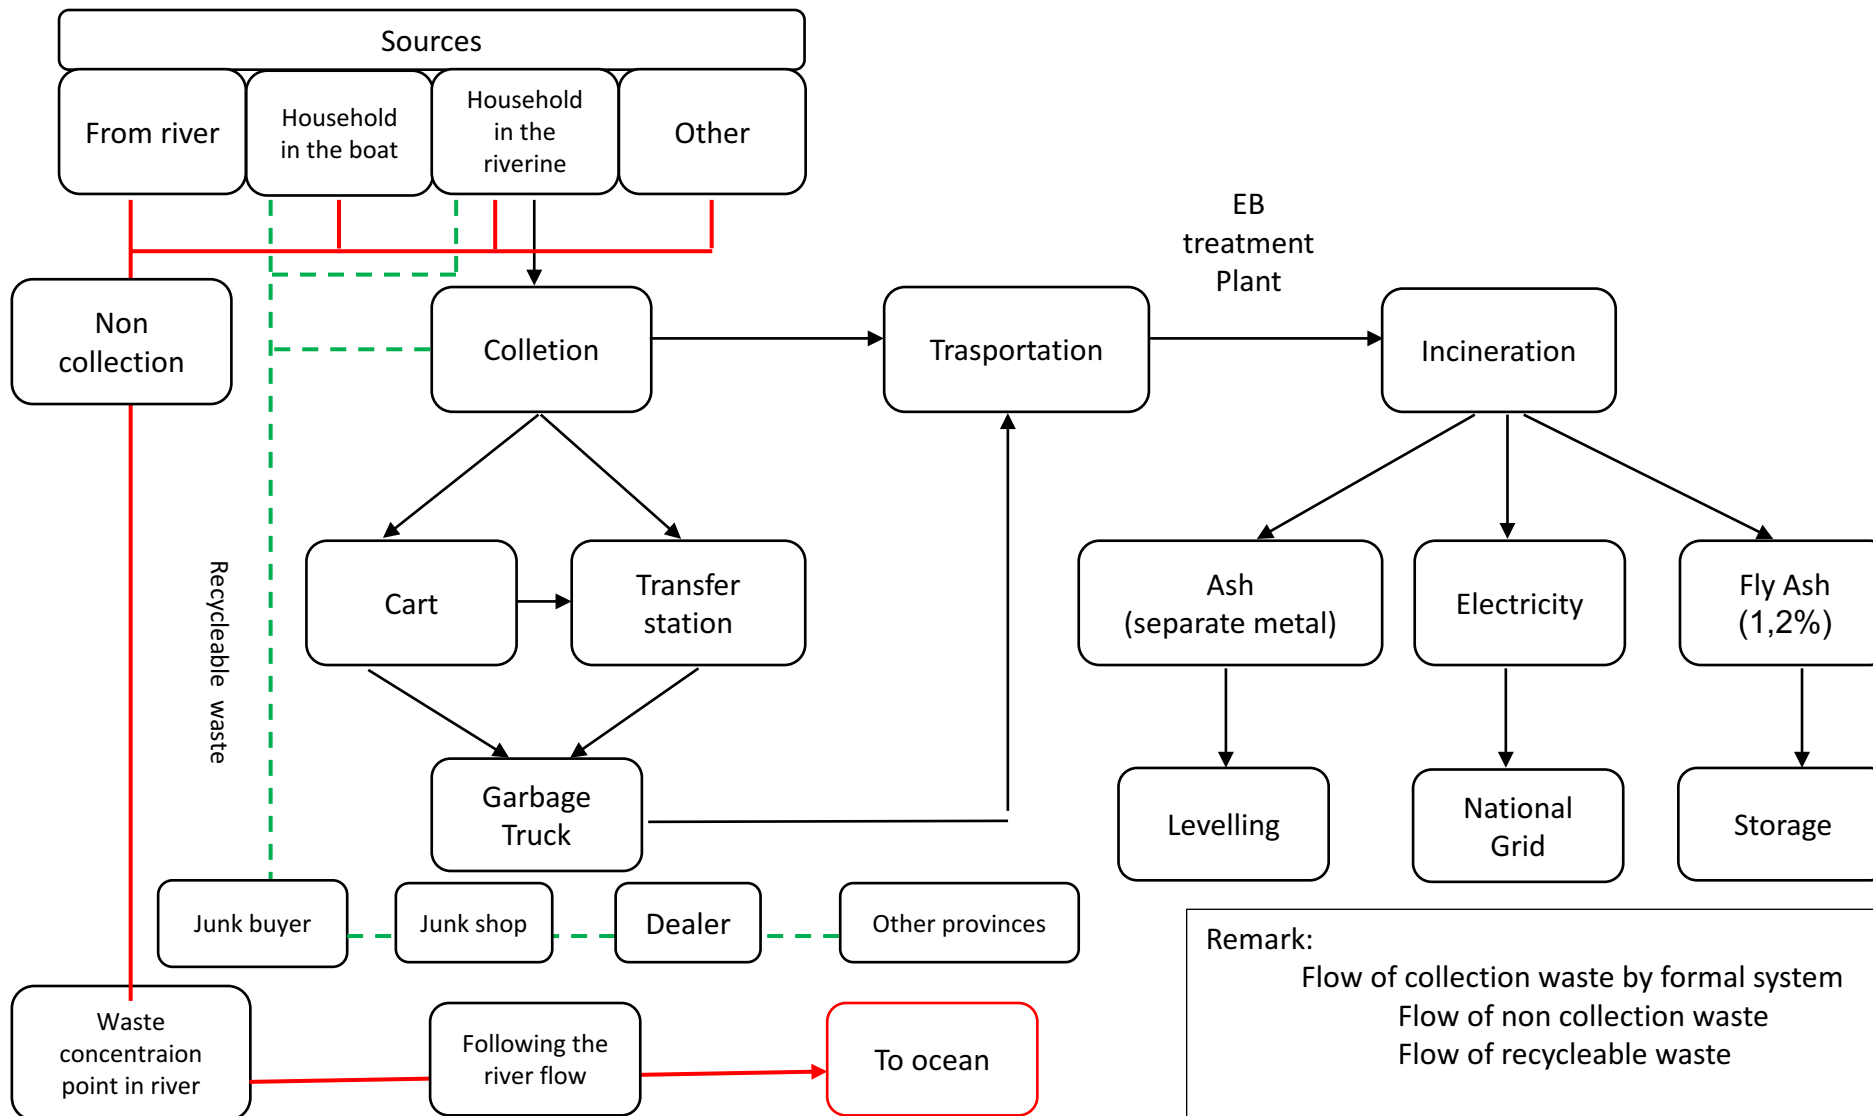 Sources
From river
Household
in the boat
Household
in the
riverine
Other
EB
treatment
Plant
Non
collection
Colletion
Trasportation
Incineration
Recycleable waste
Cart
Transfer
station
Ash
(separate metal)
Electricity
Fly Ash
(1,2%)
Garbage
Truck
Levelling
National
Grid
Storage
Junk buyer
Junk shop
Dealer
Other provinces
Remark:
Flow of collection waste by formal system
Flow of non collection waste
Flow of recycleable waste
Waste
concentraion
point in river
Following the
river flow
To ocean